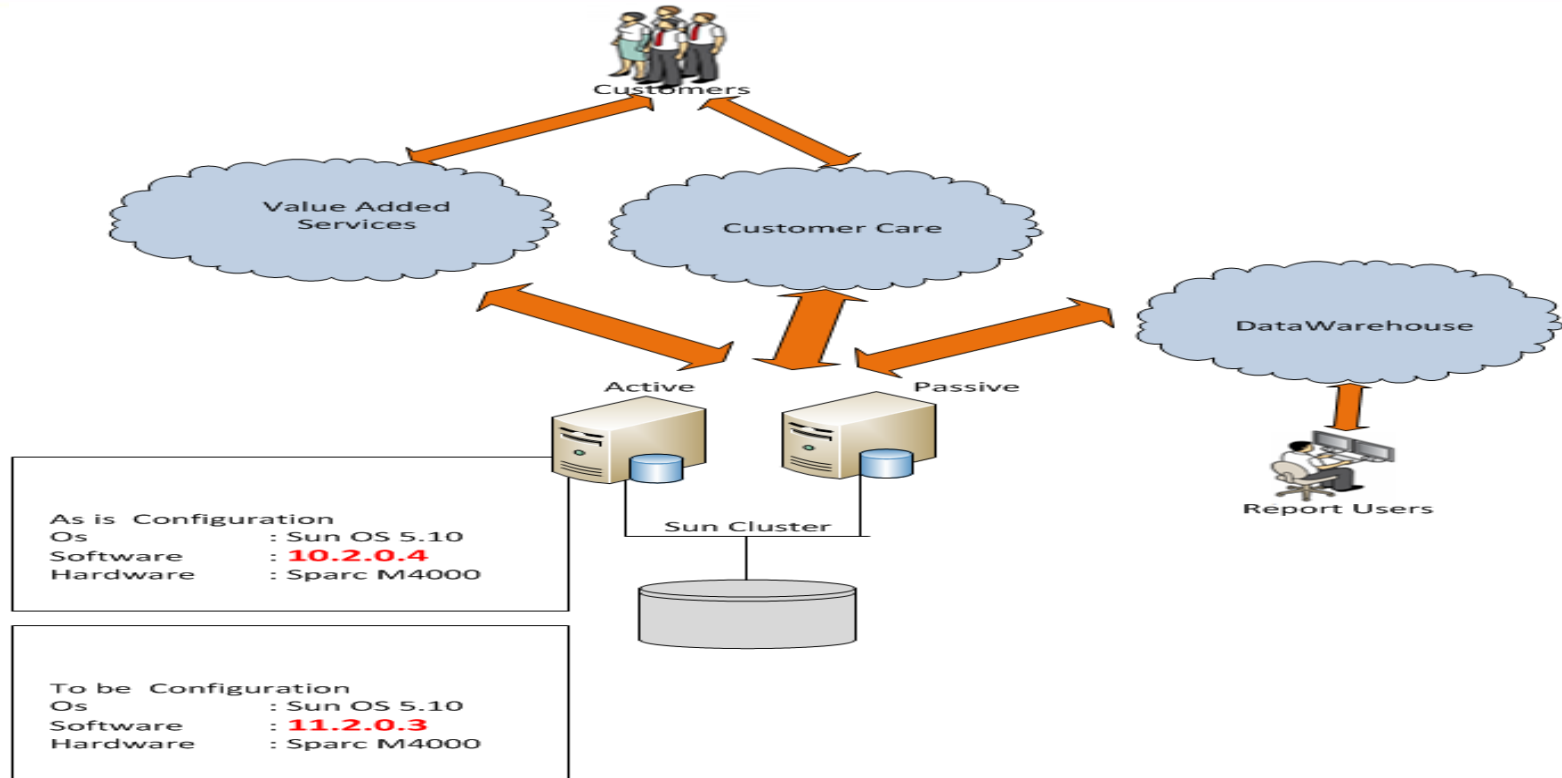 Customers
Value Added
Services
Customer Care
DataWarehouse
Active
Passive
Report Users
Sun Cluster
As is  Configuration
Os : Sun OS 5.10
Software : 10.2.0.4
Hardware : Sparc M4000
To be  Configuration
Os : Sun OS 5.10
Software : 11.2.0.3
Hardware : Sparc M4000